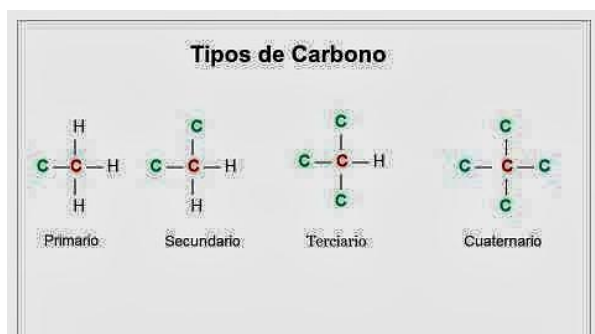 Tipos de Carbono
H C C C
C C H C C H C C H C C C
H H C C
Primario Secundario Terciario Cuaternario